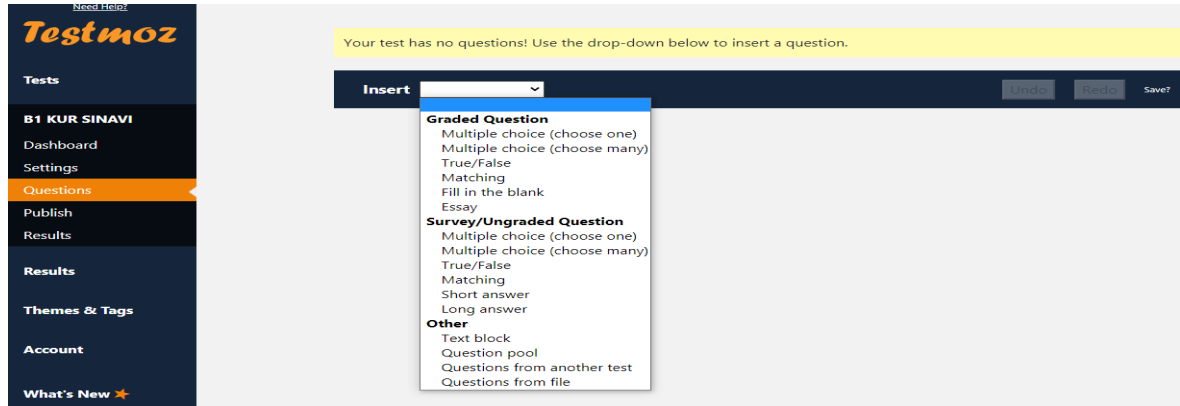 Need Help?
Testmoz
Tests
B1 KUR SINAVI
Dashboard
Settings
Questions
Publish
Results
Results
Themes & Tags
Account
What's New
Your test has no questions! Use the drop-down below to insert a question.
Insert
Undo
Redo
Save?
Graded Question
Multiple choice (choose one)
Multiple choice (choose many)
True/False
Matching
Fill in the blank
Essay
Survey/Ungraded Question
Multiple choice (choose one)
Multiple choice (choose many)
True/False
Matching
Short answer
Long answer
Other
Text block
Question pool
Questions from another test
Questions from file